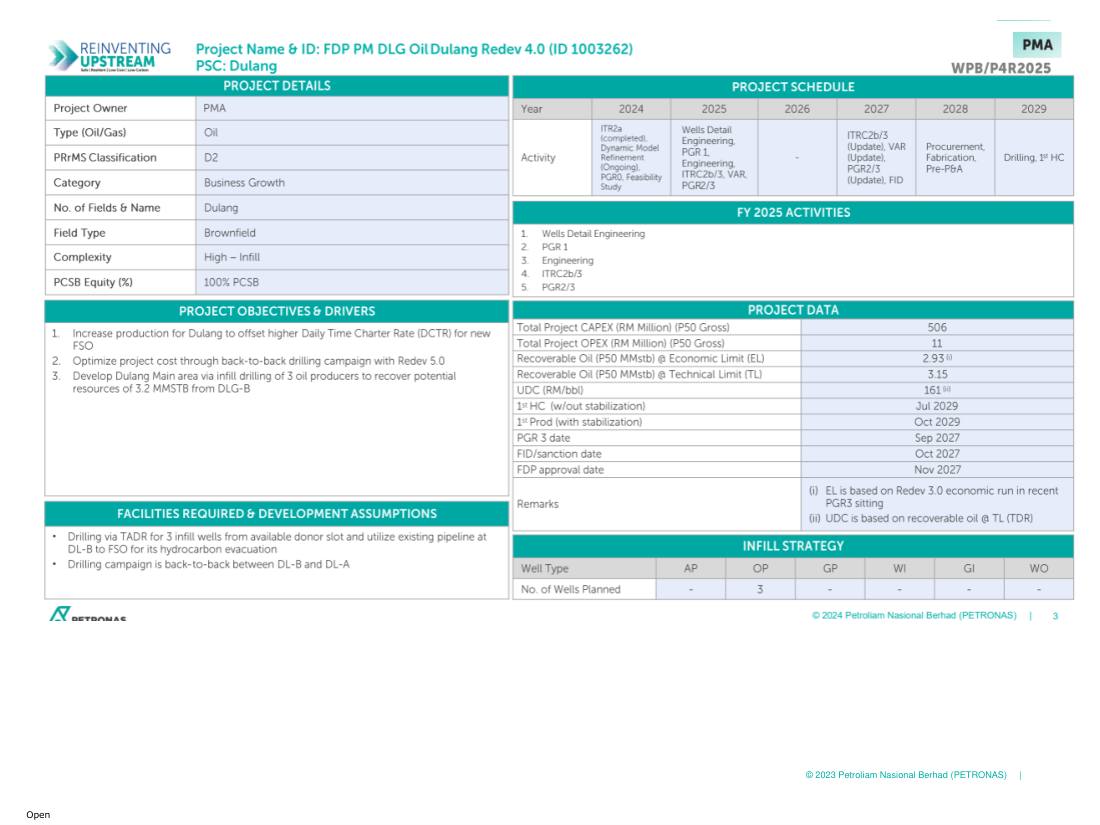 REINVENTING
UPSTREAM
Safe | Resilient | Low Cost | Low Carbon
Project Name & ID: FDP PM DLG Oil Dulang Redev 4.0 (ID 1003262)
PSC: Dulang
PMA
WPB/P4R2025
PROJECT DETAILS
Project Owner PMA
Type (Oil/Gas) Oil
PRrMS Classification D2
Category Business Growth
No. of Fields & Name Dulang
Field Type Brownfield
Complexity High – Infill
PCSB Equity (%) 100% PCSB
PROJECT OBJECTIVES & DRIVERS
1. Increase production for Dulang to offset higher Daily Time Charter Rate (DCTR) for new
FSO
2. Optimize project cost through back-to-back drilling campaign with Redev 5.0
3. Develop Dulang Main area via infill drilling of 3 oil producers to recover potential
resources of 3.2 MMSTB from DLG-B
FACILITIES REQUIRED & DEVELOPMENT ASSUMPTIONS
• Drilling via TADR for 3 infill wells from available donor slot and utilize existing pipeline at
DL-B to FSO for its hydrocarbon evacuation
• Drilling campaign is back-to-back between DL-B and DL-A
PROJECT SCHEDULE
Year 2024 2025 2026 2027 2028 2029
Activity
ITR2a
(completed),
Dynamic Model
Refinement
(Ongoing),
PGR0, Feasibility
Study
Wells Detail
Engineering,
PGR 1,
Engineering,
ITRC2b/3, VAR,
PGR2/3
-
ITRC2b/3
(Update), VAR
(Update),
PGR2/3
(Update), FID
Procurement,
Fabrication,
Pre-P&A
Drilling, 1st HC
FY 2025 ACTIVITIES
1. Wells Detail Engineering
2. PGR 1
3. Engineering
4. ITRC2b/3
5. PGR2/3
PROJECT DATA
Total Project CAPEX (RM Million) (P50 Gross) 506
Total Project OPEX (RM Million) (P50 Gross) 11
Recoverable Oil (P50 MMstb) @ Economic Limit (EL) 2.93 (i)
Recoverable Oil (P50 MMstb) @ Technical Limit (TL) 3.15
UDC (RM/bbl) 161 (ii)
1st HC (w/out stabilization) Jul 2029
1st Prod (with stabilization) Oct 2029
PGR 3 date Sep 2027
FID/sanction date Oct 2027
FDP approval date Nov 2027
Remarks
(i) EL is based on Redev 3.0 economic run in recent
PGR3 sitting
(ii) UDC is based on recoverable oil @ TL (TDR)
INFILL STRATEGY
Well Type AP OP GP WI GI WO
No. of Wells Planned - 3 - - - -
PETRONAS
© 2024 Petroliam Nasional Berhad (PETRONAS) | 3
© 2023 Petroliam Nasional Berhad (PETRONAS) |
Open